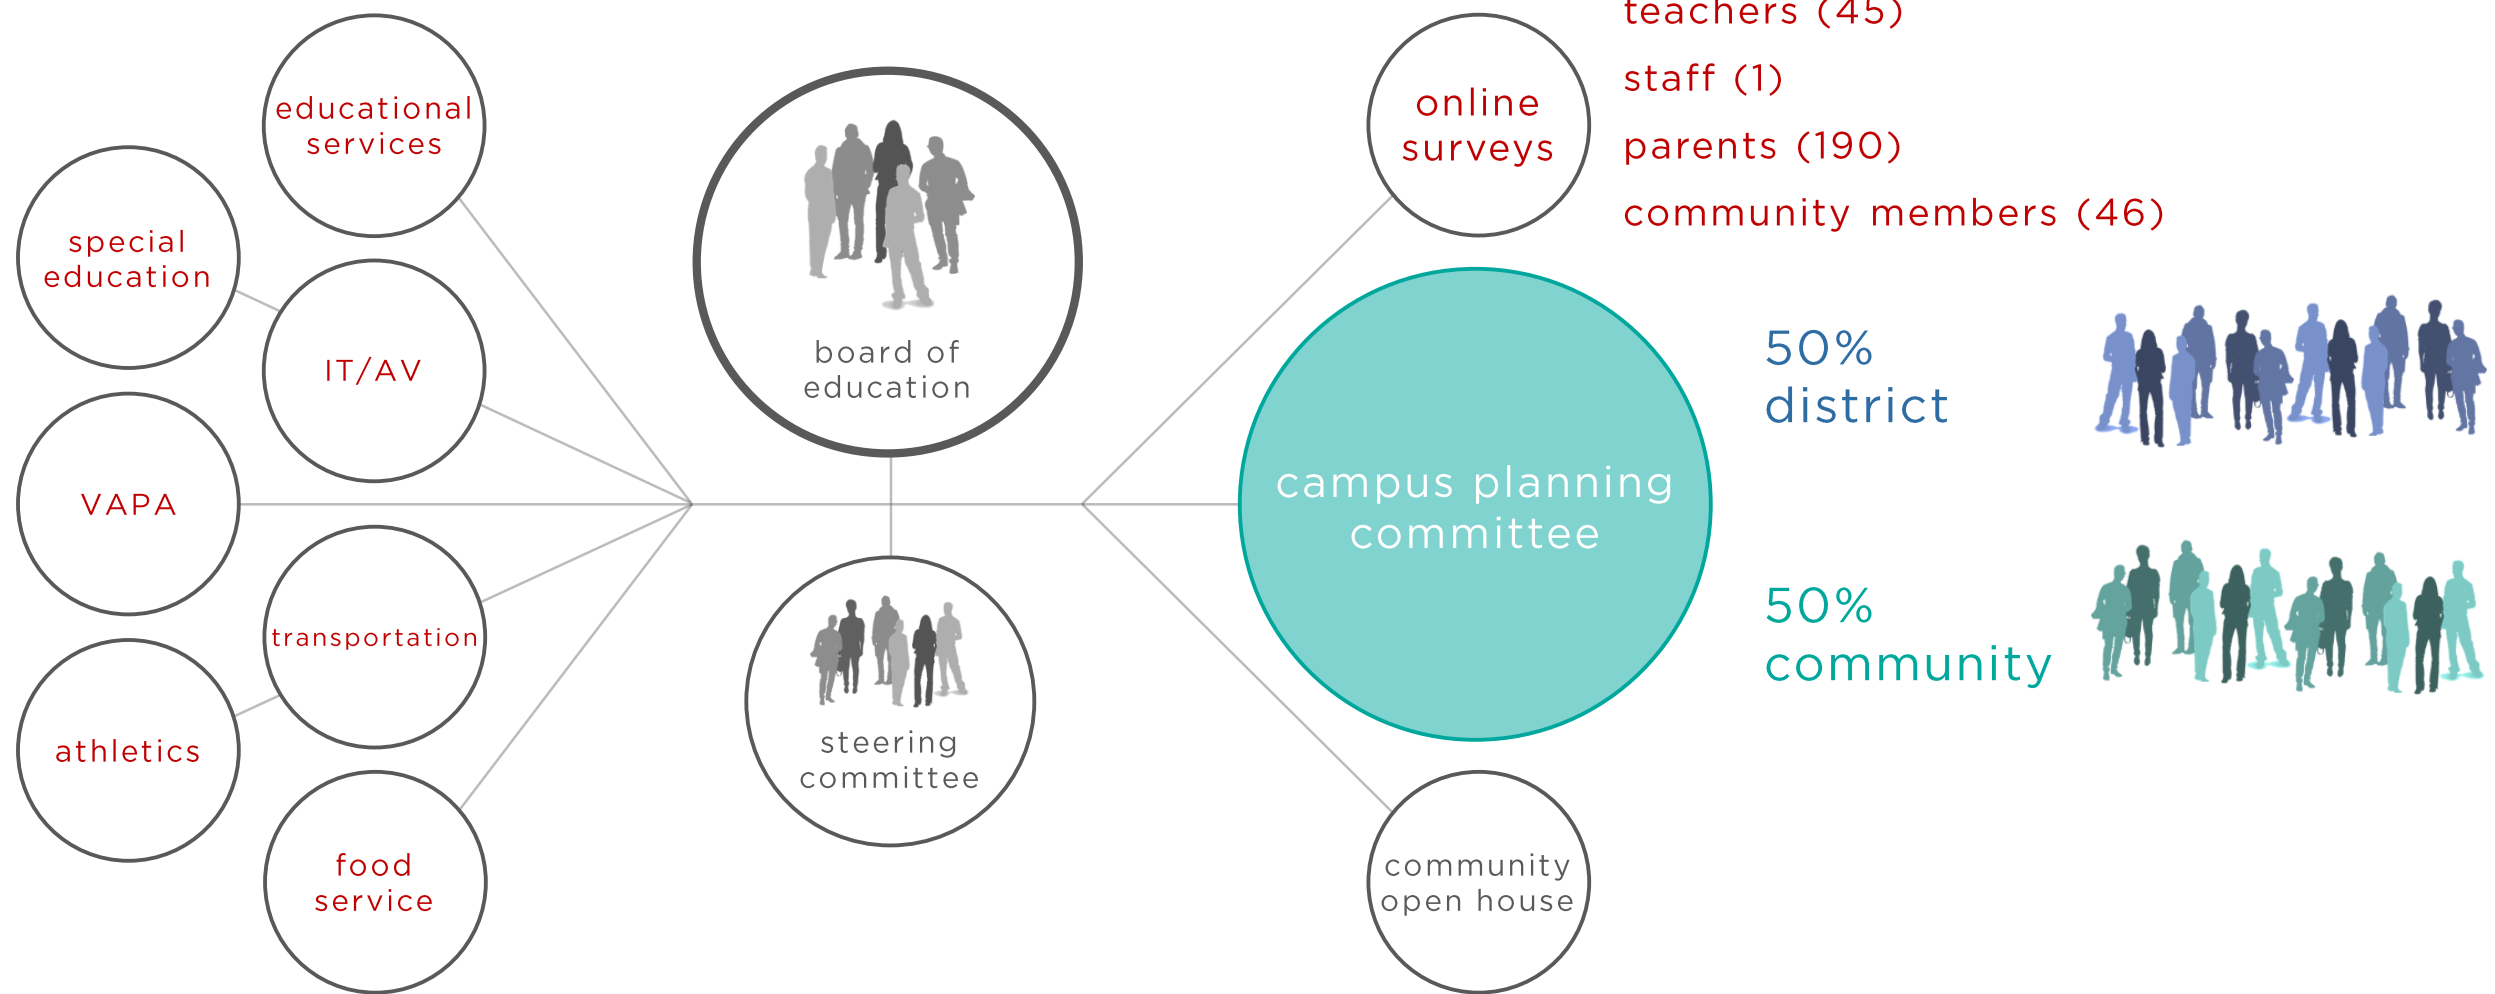 educational
services
special
education
IT/AV
VAPA
transportation
athletics
food
service
board of
education
steering
committee
online
surveys
teachers (45)
staff (1)
parents (190)
community members (46)
campus planning
committee
50%
district
50%
community
community
open house